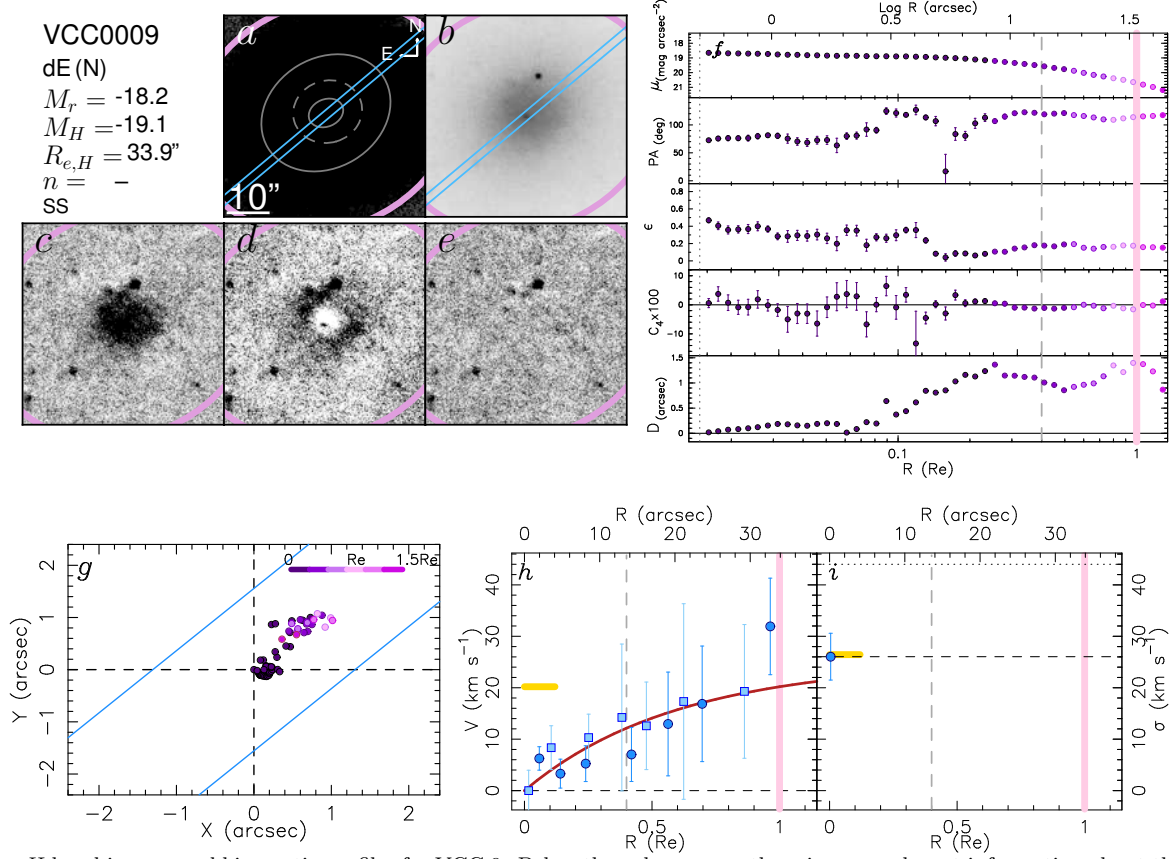 VCC0009
dE (N)
M_r = -18.2
M_H = -19.1
R_{e,H} = 33.9"
n = –
SS
a
N
E
10"
b
c
d
e
Log R (arcsec)
0 1 1.5
f
μ(mag arcsec⁻²)
18
19
20
21
PA (deg)
100
50
0
ε
0.8
0.6
0.4
0.2
0
C₄x100
10
0
−10
D (arcsec)
1.5
1
0.5
0
0.1 1
R (Re)
g
0 Re 1.5Re
Y (arcsec)
2
1
0
−1
−2
−2 −1 0 1 2
X (arcsec)
R (arcsec)
0 10 20 30
h
V (km s⁻¹)
40
30
20
10
0
0 0.5 1
R (Re)
R (arcsec)
0 10 20 30
i
40
30
20
10
0
σ (km s⁻¹)
0 0.5 1
R (Re)